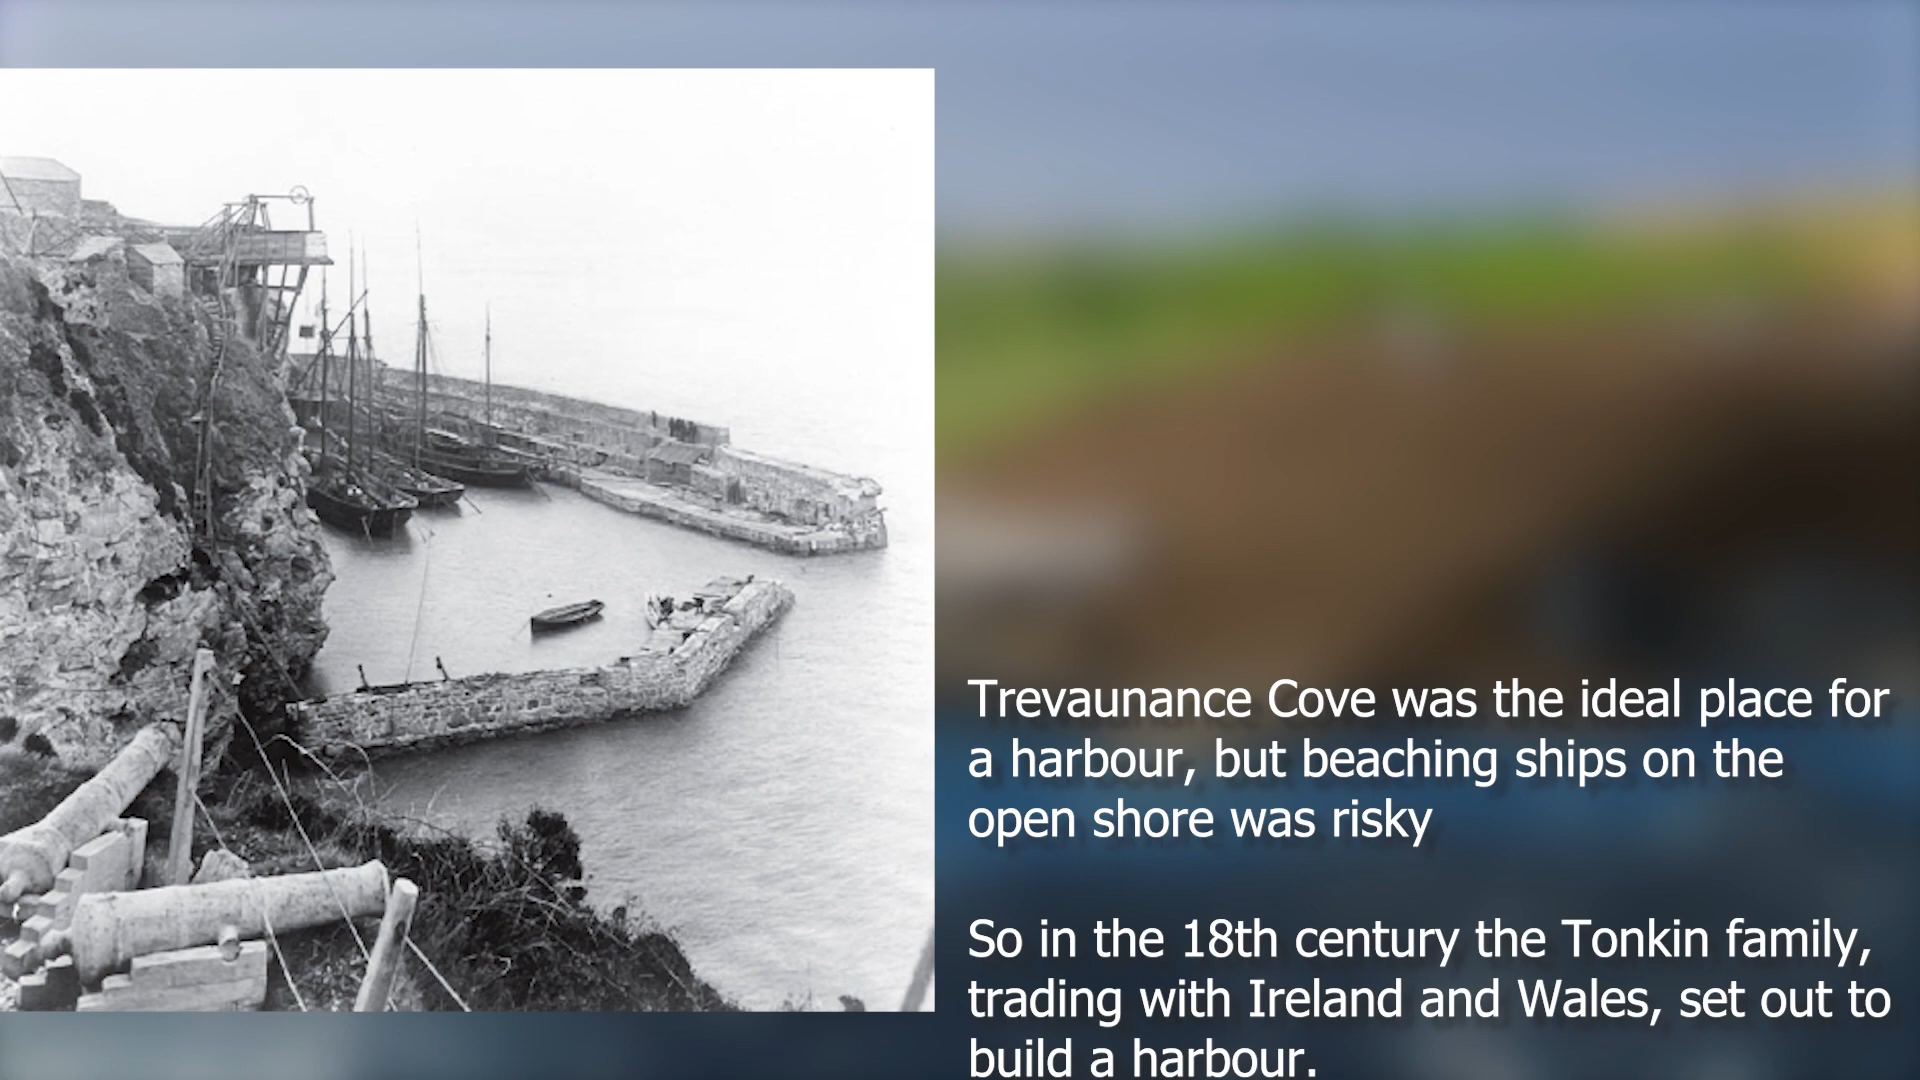 Trevaunance Cove was the ideal place for
a harbour, but beaching ships on the
open shore was risky
So in the 18th century the Tonkin family,
trading with Ireland and Wales, set out to
build a harbour.